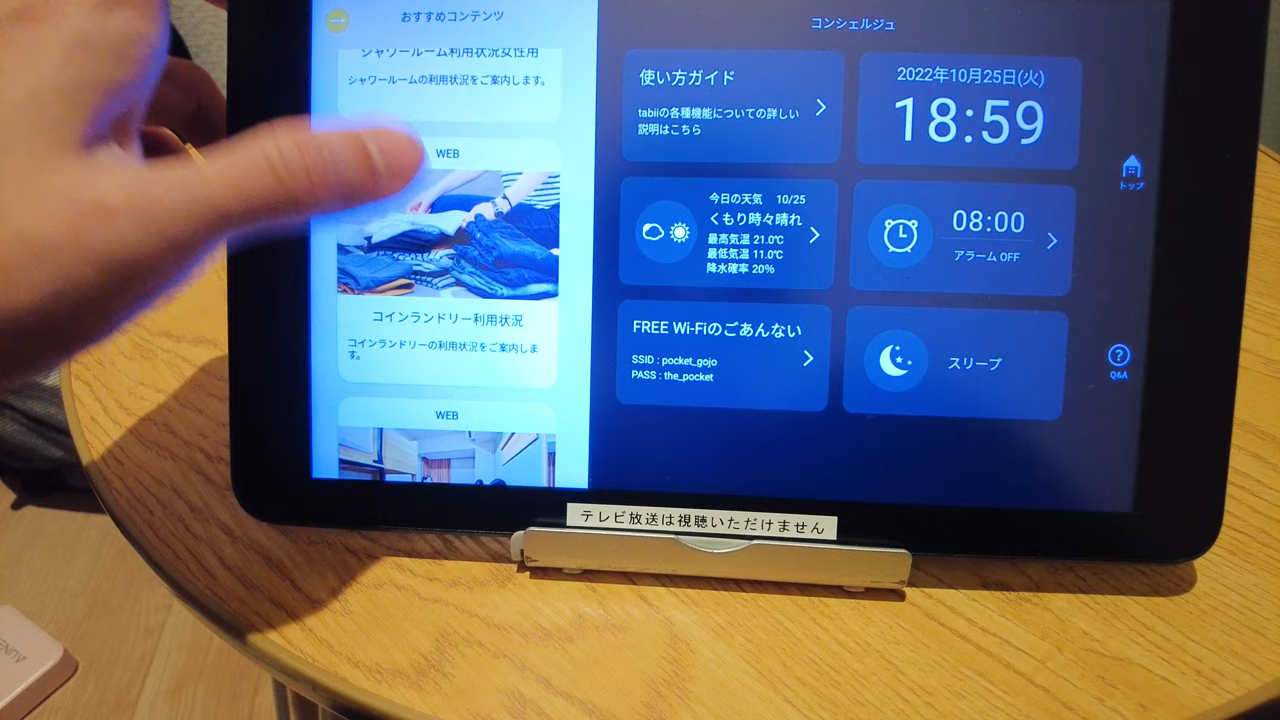 おすすめコンテンツ
シャワールーム利用状況女性用
シャワールームの利用状況をご案内します。
WEB
コインランドリー利用状況
コインランドリーの利用状況をご案内しま
す。
WEB
コンシェルジュ
使い方ガイド
tabiiの各種機能についての詳しい
説明はこちら
2022年10月25日(火)
18:59
今日の天気 10/25
くもり時々晴れ
最高気温 21.0℃
最低気温 11.0℃
降水確率 20%
08:00
アラーム OFF
FREE Wi-Fiのごあんない
SSID : pocket_gojo
PASS : the_pocket
スリープ
トップ
Q&A
テレビ放送は視聴いただけません